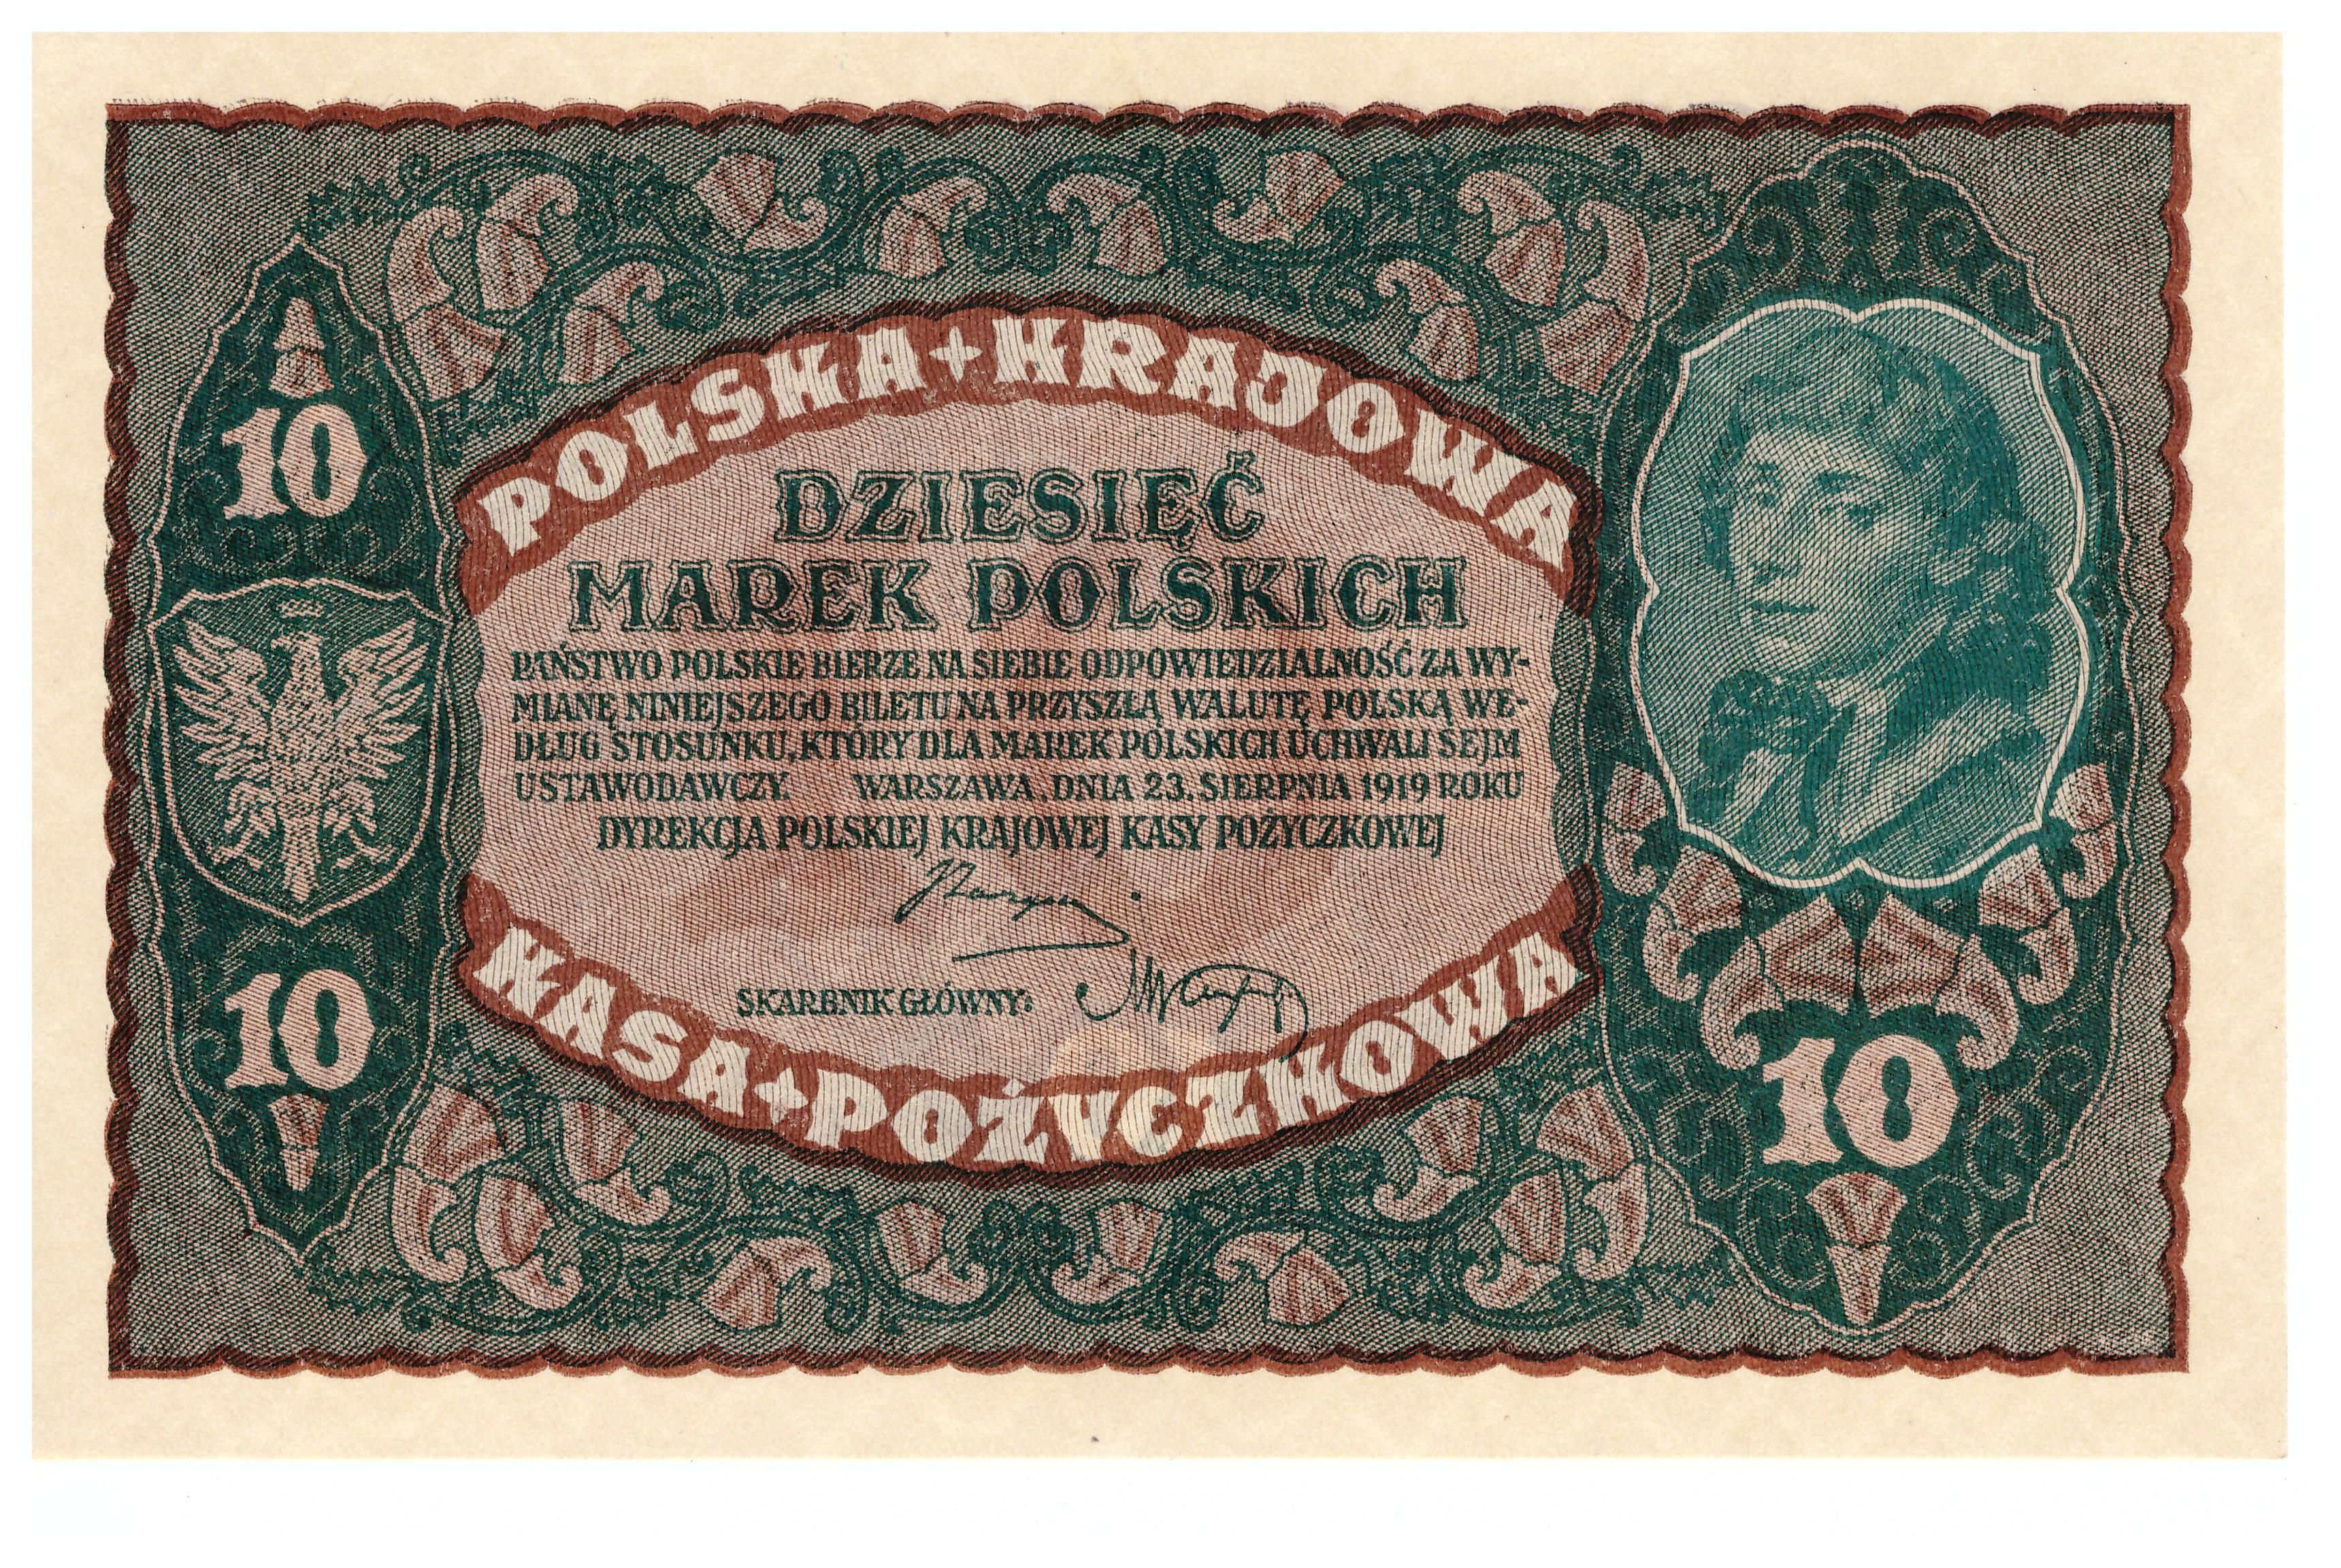 POLSKA + KRAJOWA
10
DZIESIĘĆ
MAREK POLSKICH
PAŃSTWO POLSKIE BIERZE NA SIEBIE ODPOWIEDZIALNOŚĆ ZA WY-
MIANĘ NINIEJSZEGO BILETU NA PRZYSZŁĄ WALUTĘ POLSKĄ WE-
DŁUG STOSUNKU, KTÓRY DLA MAREK POLSKICH UCHWALI SEJM
USTAWODAWCZY. WARSZAWA, DNIA 23. SIERPNIA 1919 ROKU
DYREKCJA POLSKIEJ KRAJOWEJ KASY POŻYCZKOWEJ
SKARBNIK GŁÓWNY:
KASA + POŻYCZKOWA
10
10